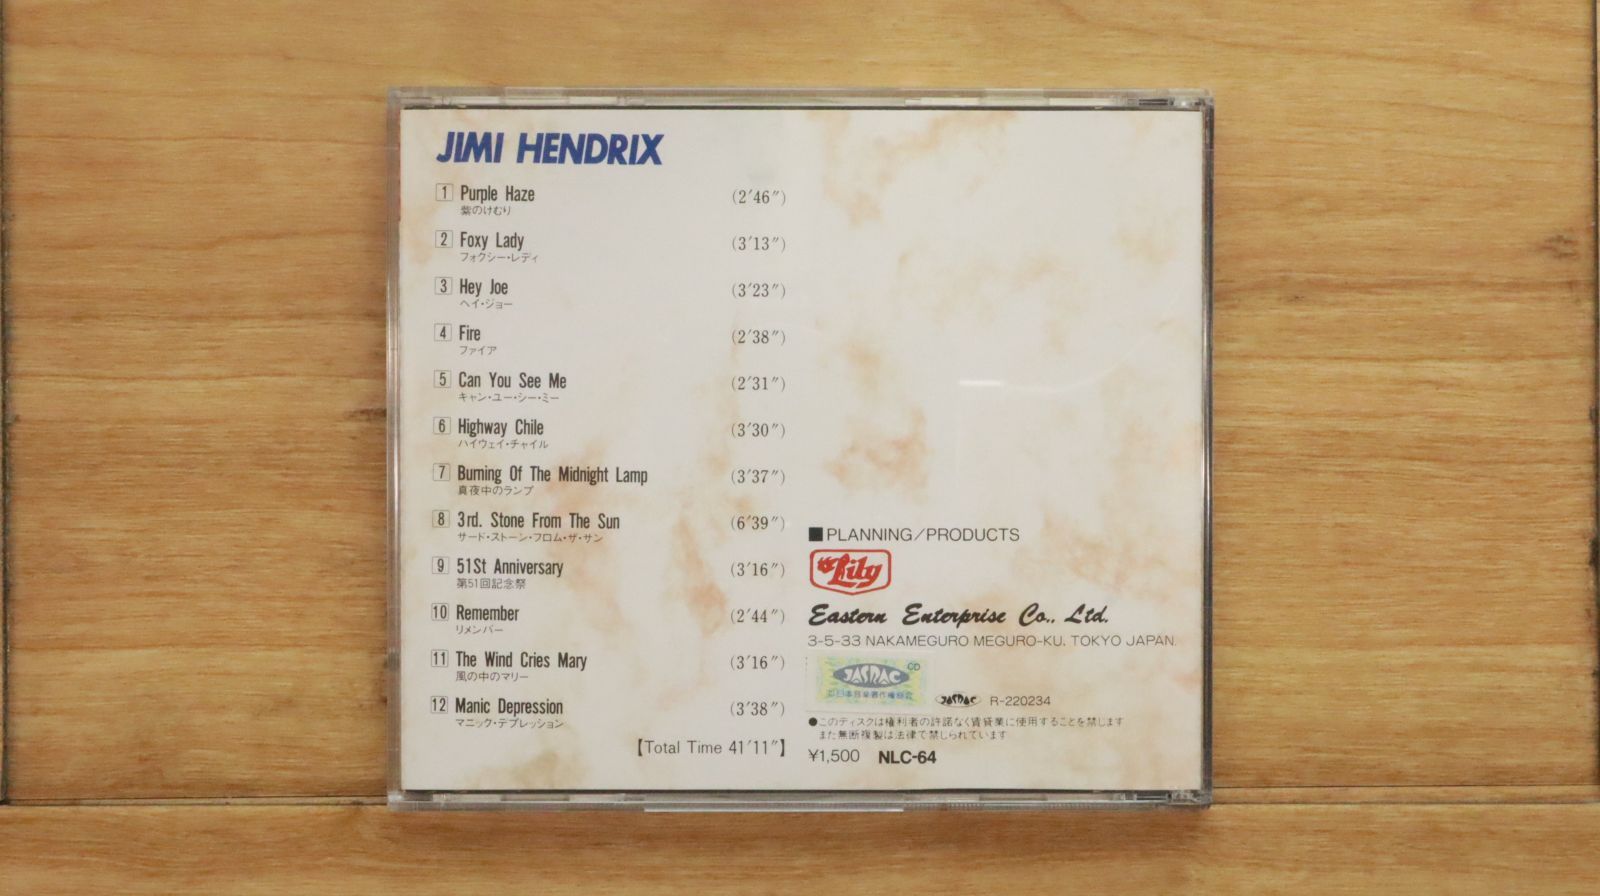 JIMI HENDRIX
1 Purple Haze (2′46″)
紫のけむり
2 Foxy Lady (3′13″)
フォクシー・レディ
3 Hey Joe (3′23″)
ヘイ・ジョー
4 Fire (2′38″)
ファイア
5 Can You See Me (2′31″)
キャン・ユー・シー・ミー
6 Highway Chile (3′30″)
ハイウェイ・チャイル
7 Burning Of The Midnight Lamp (3′37″)
真夜中のランプ
8 3rd. Stone From The Sun (6′39″)
サード・ストーン・フロム・ザ・サン
9 51St Anniversary (3′16″)
第51回記念祭
10 Remember (2′44″)
リメンバー
11 The Wind Cries Mary (3′16″)
風の中のマリー
12 Manic Depression (3′38″)
マニック・デプレッション
【Total Time 41′11″】
■PLANNING/PRODUCTS
Lily
Eastern Enterprise Co., Ltd.
3-5-33 NAKAMEGURO MEGURO-KU, TOKYO JAPAN.
JASRAC CD
日本音楽著作権協会
JASRAC R-220234
●このディスクは権利者の許諾なく賃貸業に使用することを禁じます
また無断複製は法律で禁じられています
¥1,500 NLC-64